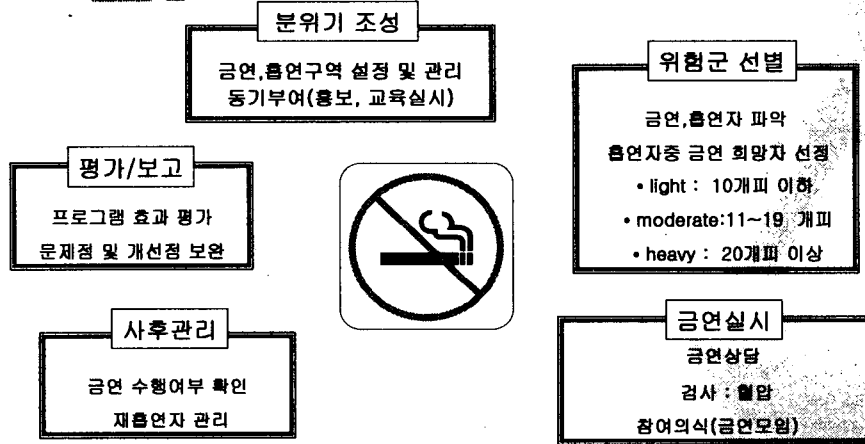 분위기 조성
금연,흡연구역 설정 및 관리
동기부여(홍보, 교육실시)
위험군 선별
금연,흡연자 파악
흡연자중 금연 희망자 선정
• light : 10개피 이하
• moderate:11~19 개피
• heavy : 20개피 이상
금연실시
금연상담
검사 : 혈압
참여의식(금연모임)
사후관리
금연 수행여부 확인
재흡연자 관리
평가/보고
프로그램 효과 평가
문제점 및 개선점 보완